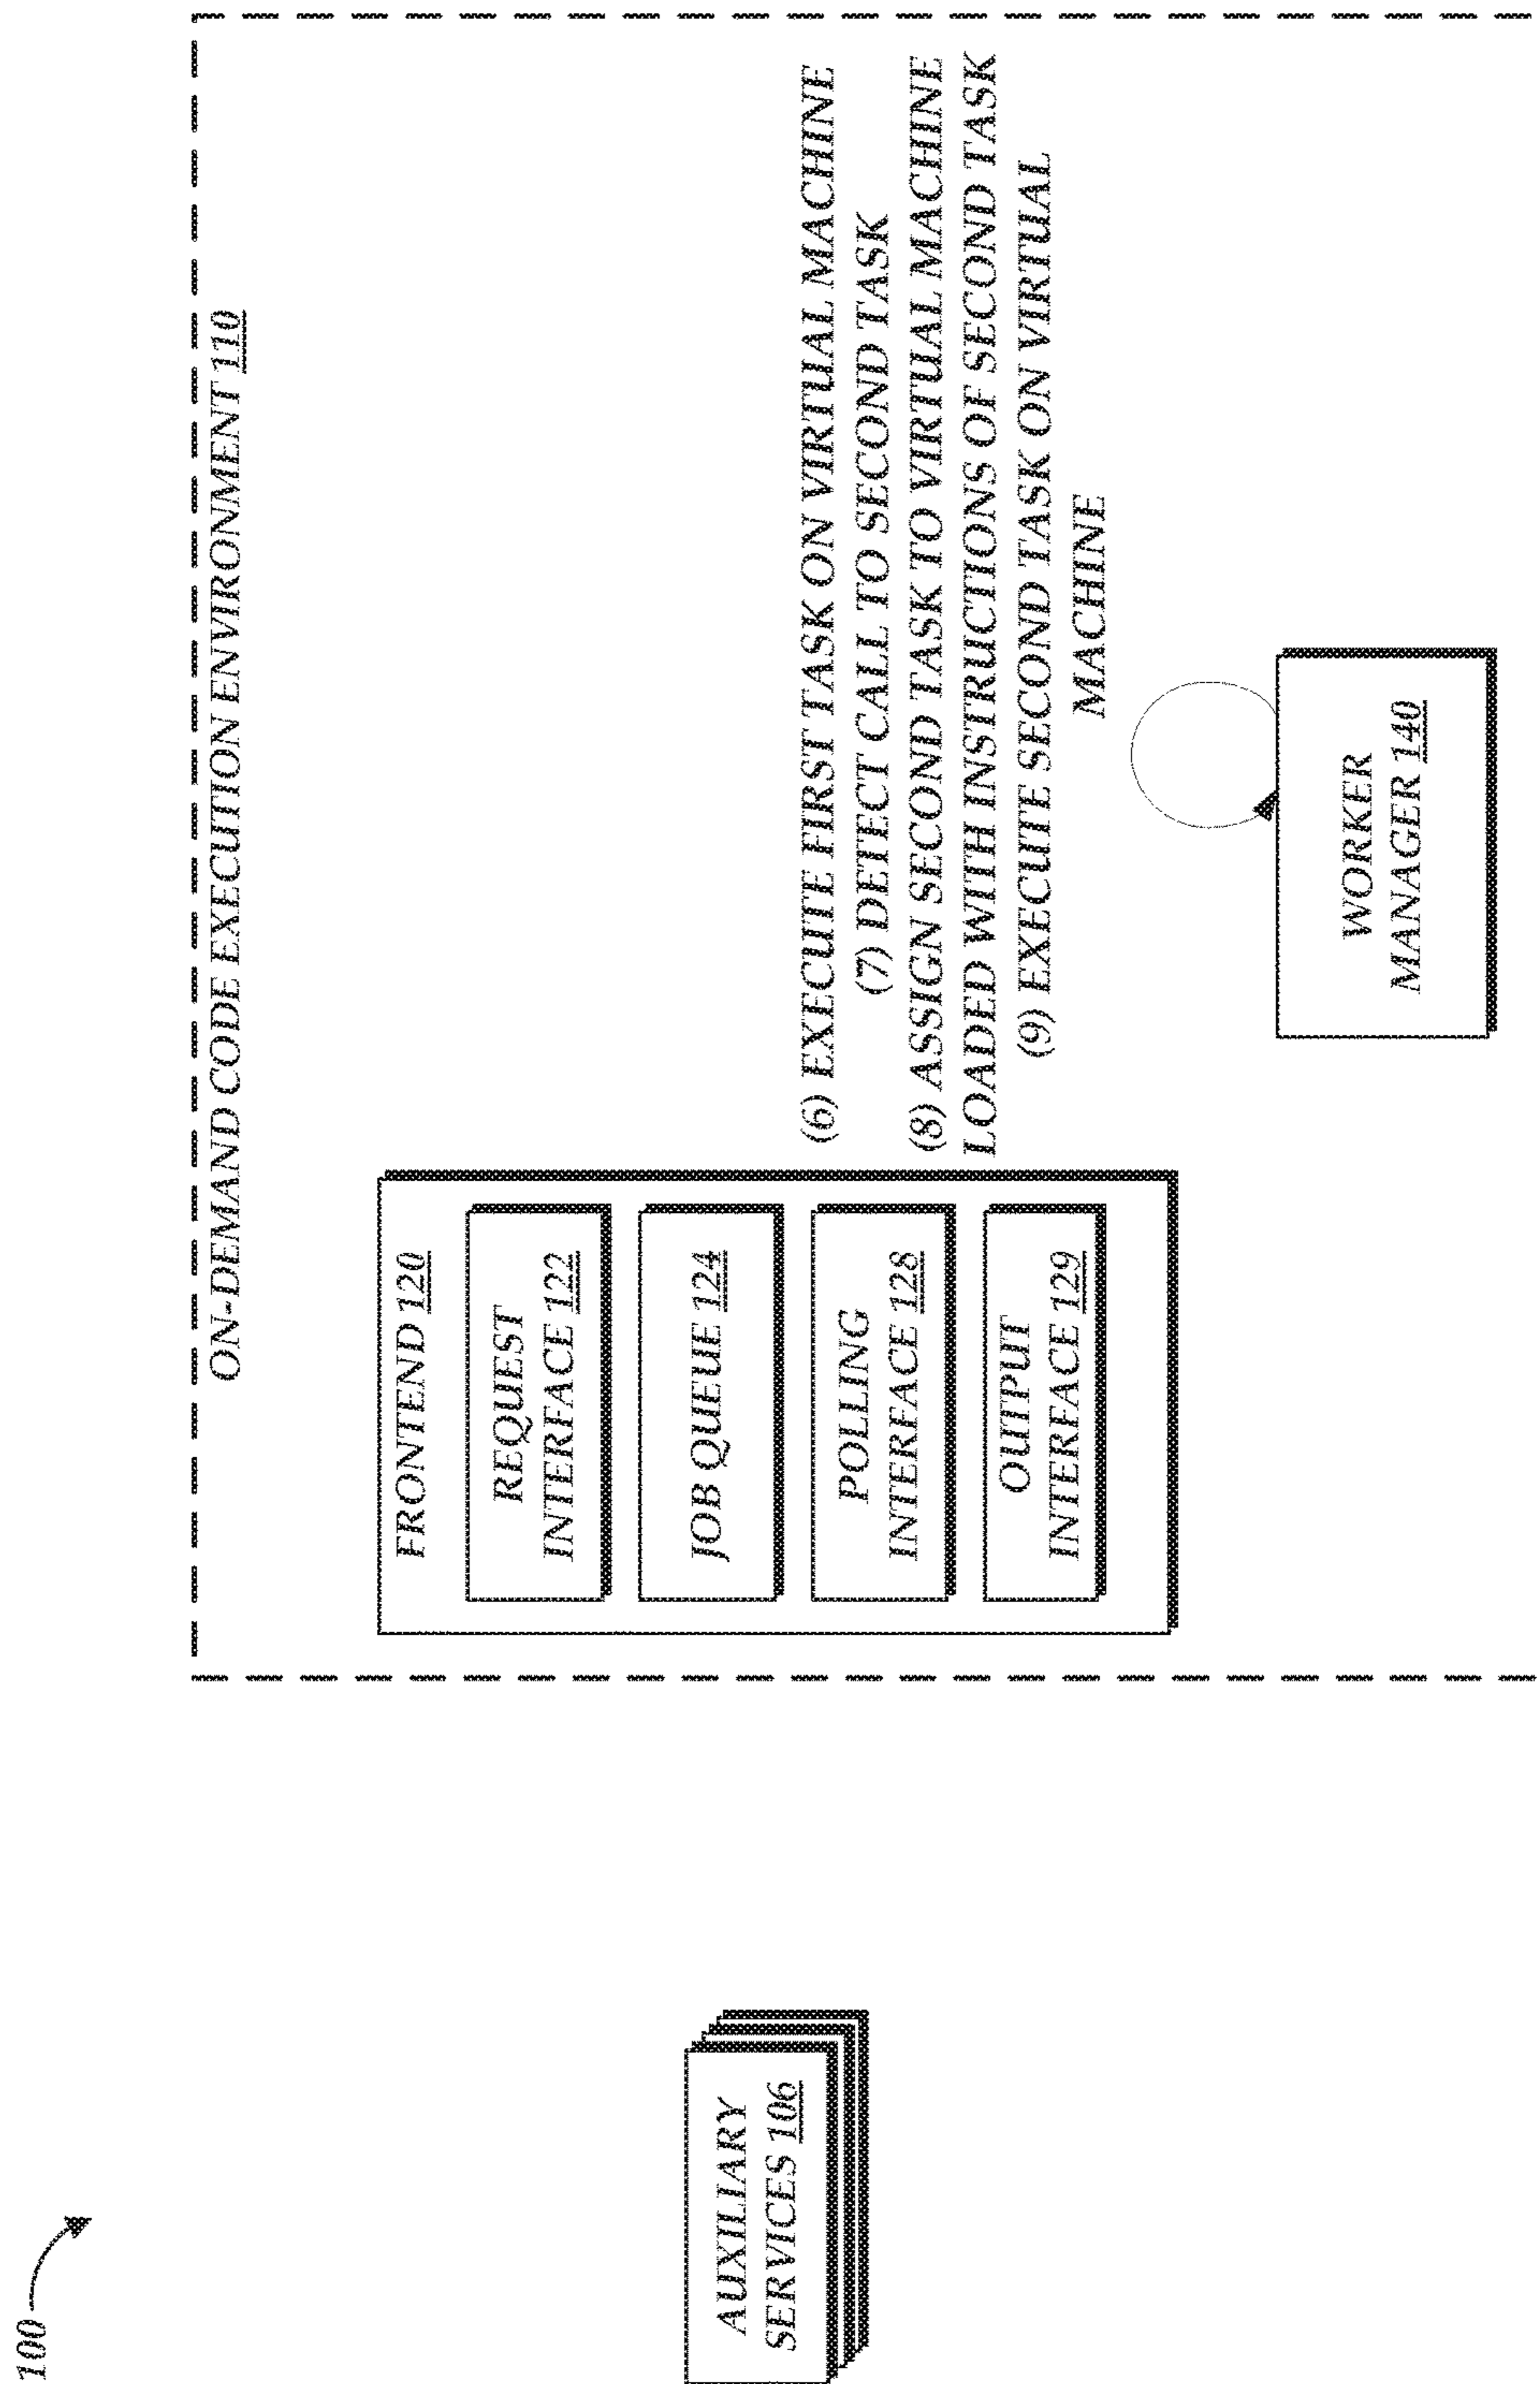 100
ON-DEMAND CODE EXECUTION ENVIRONMENT 110
AUXILIARY
SERVICES 106
FRONTEND 120
REQUEST
INTERFACE 122
JOB QUEUE 124
POLLING
INTERFACE 128
OUTPUT
INTERFACE 129
(6) EXECUTE FIRST TASK ON VIRTUAL MACHINE
(7) DETECT CALL TO SECOND TASK
(8) ASSIGN SECOND TASK TO VIRTUAL MACHINE
LOADED WITH INSTRUCTIONS OF SECOND TASK
(9) EXECUTE SECOND TASK ON VIRTUAL
MACHINE
WORKER
MANAGER 140